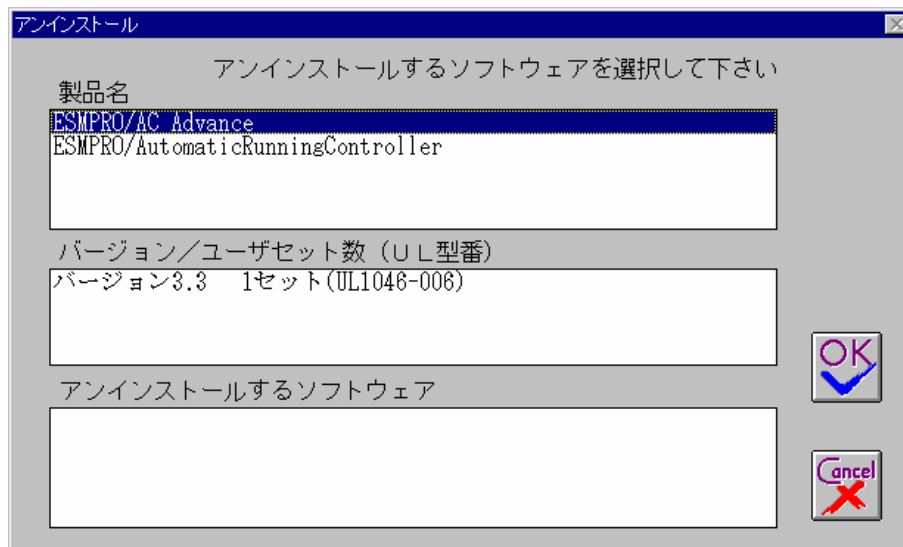 アンインストール
アンインストールするソフトウェアを選択して下さい
製品名
ESMPRO/AC Advance
ESMPRO/AutomaticRunningController
バージョン／ユーザセット数（ＵＬ型番）
バージョン3.3 1セット(UL1046-006)
OK
アンインストールするソフトウェア
Cancel